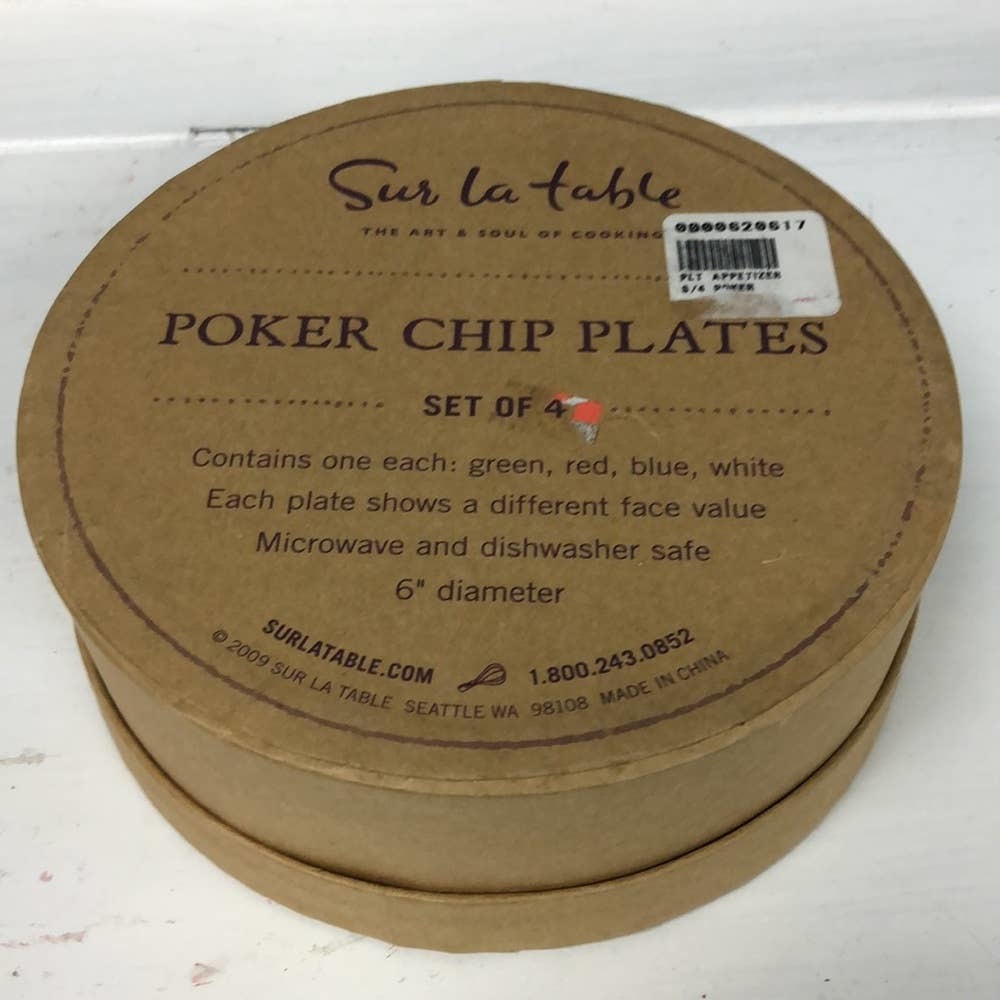 Sur la table
THE ART & SOUL OF COOKING
0000620617
PLT APPETIZER
S/4 POKER
POKER CHIP PLATES
SET OF 4
Contains one each: green, red, blue, white
Each plate shows a different face value
Microwave and dishwasher safe
6" diameter
SURLATABLE.COM 1.800.243.0852
© 2009 SUR LA TABLE SEATTLE WA 98108 MADE IN CHINA